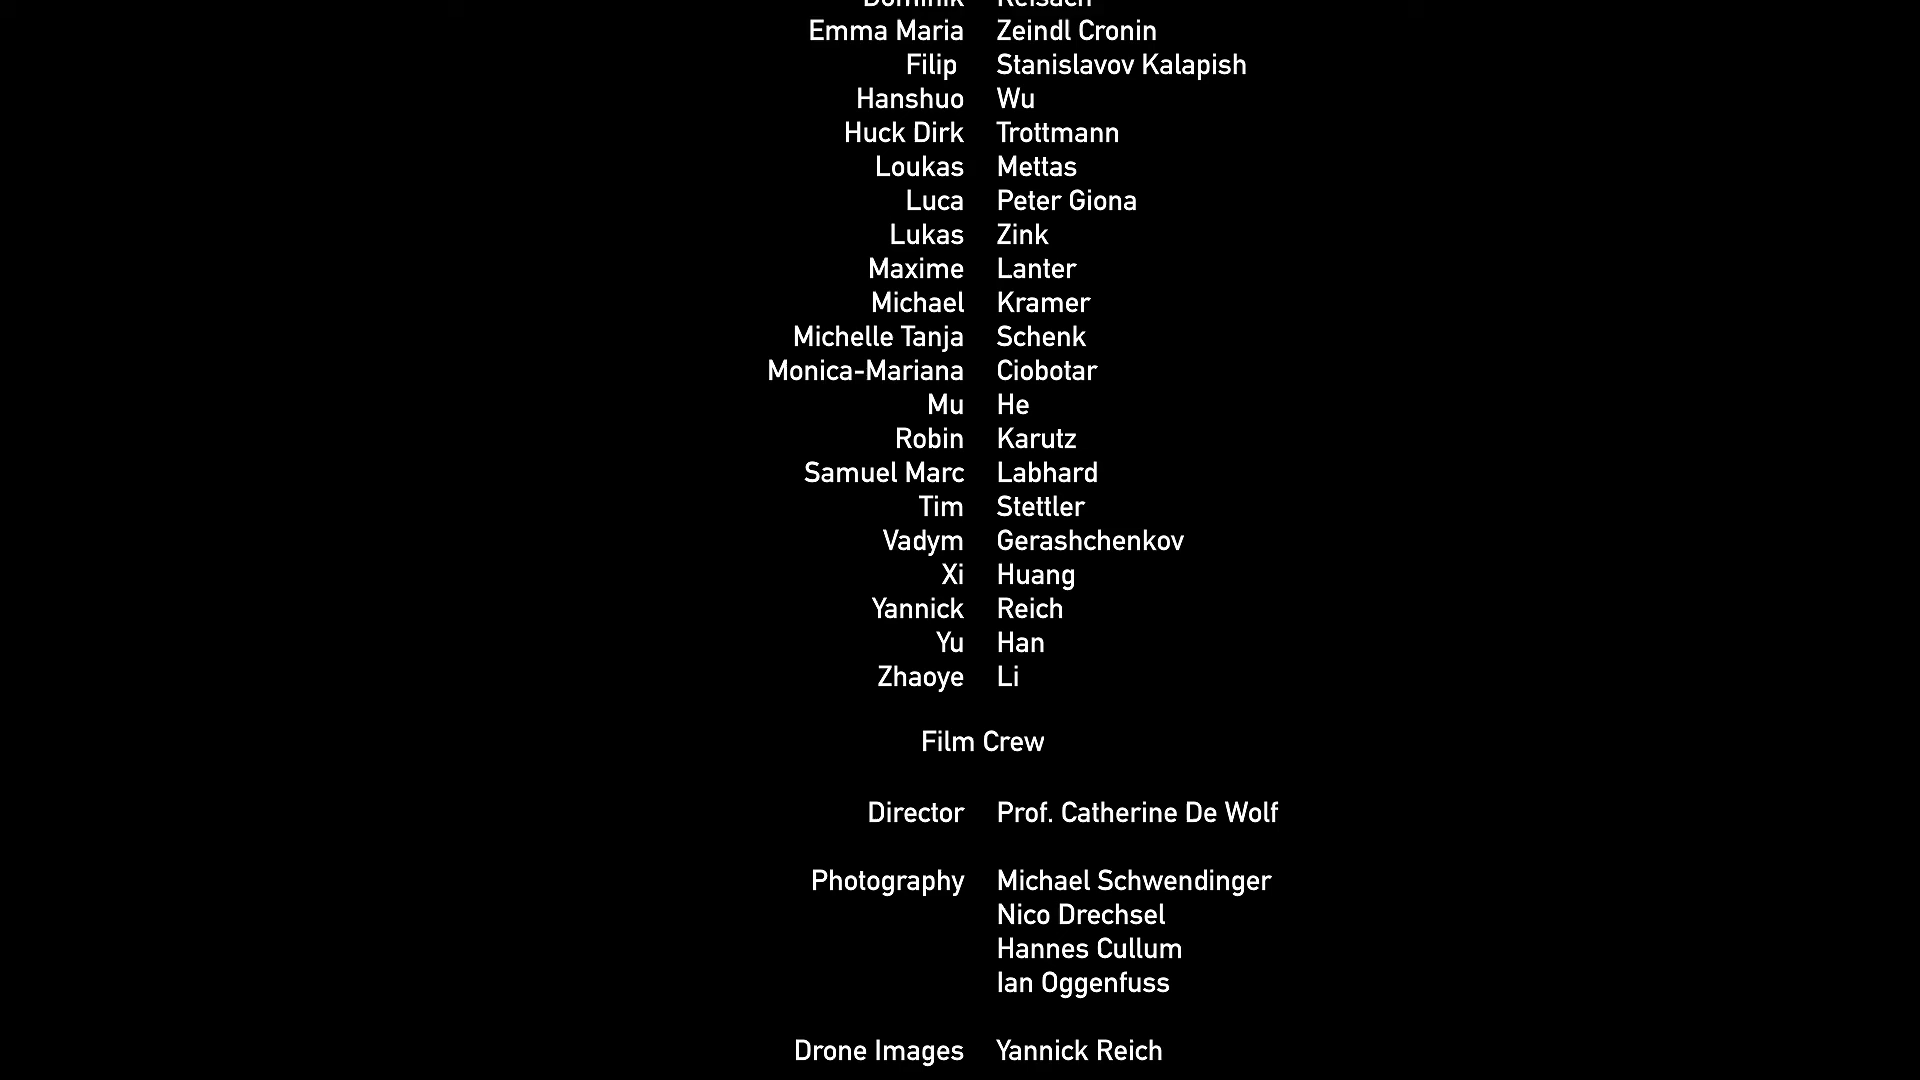 Dominik Reisach
Emma Maria Zeindl Cronin
Filip Stanislavov Kalapish
Hanshuo Wu
Huck Dirk Trottmann
Loukas Mettas
Luca Peter Giona
Lukas Zink
Maxime Lanter
Michael Kramer
Michelle Tanja Schenk
Monica-Mariana Ciobotar
Mu He
Robin Karutz
Samuel Marc Labhard
Tim Stettler
Vadym Gerashchenkov
Xi Huang
Yannick Reich
Yu Han
Zhaoye Li
Film Crew
Director Prof. Catherine De Wolf
Photography Michael Schwendinger
Nico Drechsel
Hannes Cullum
Ian Oggenfuss
Drone Images Yannick Reich